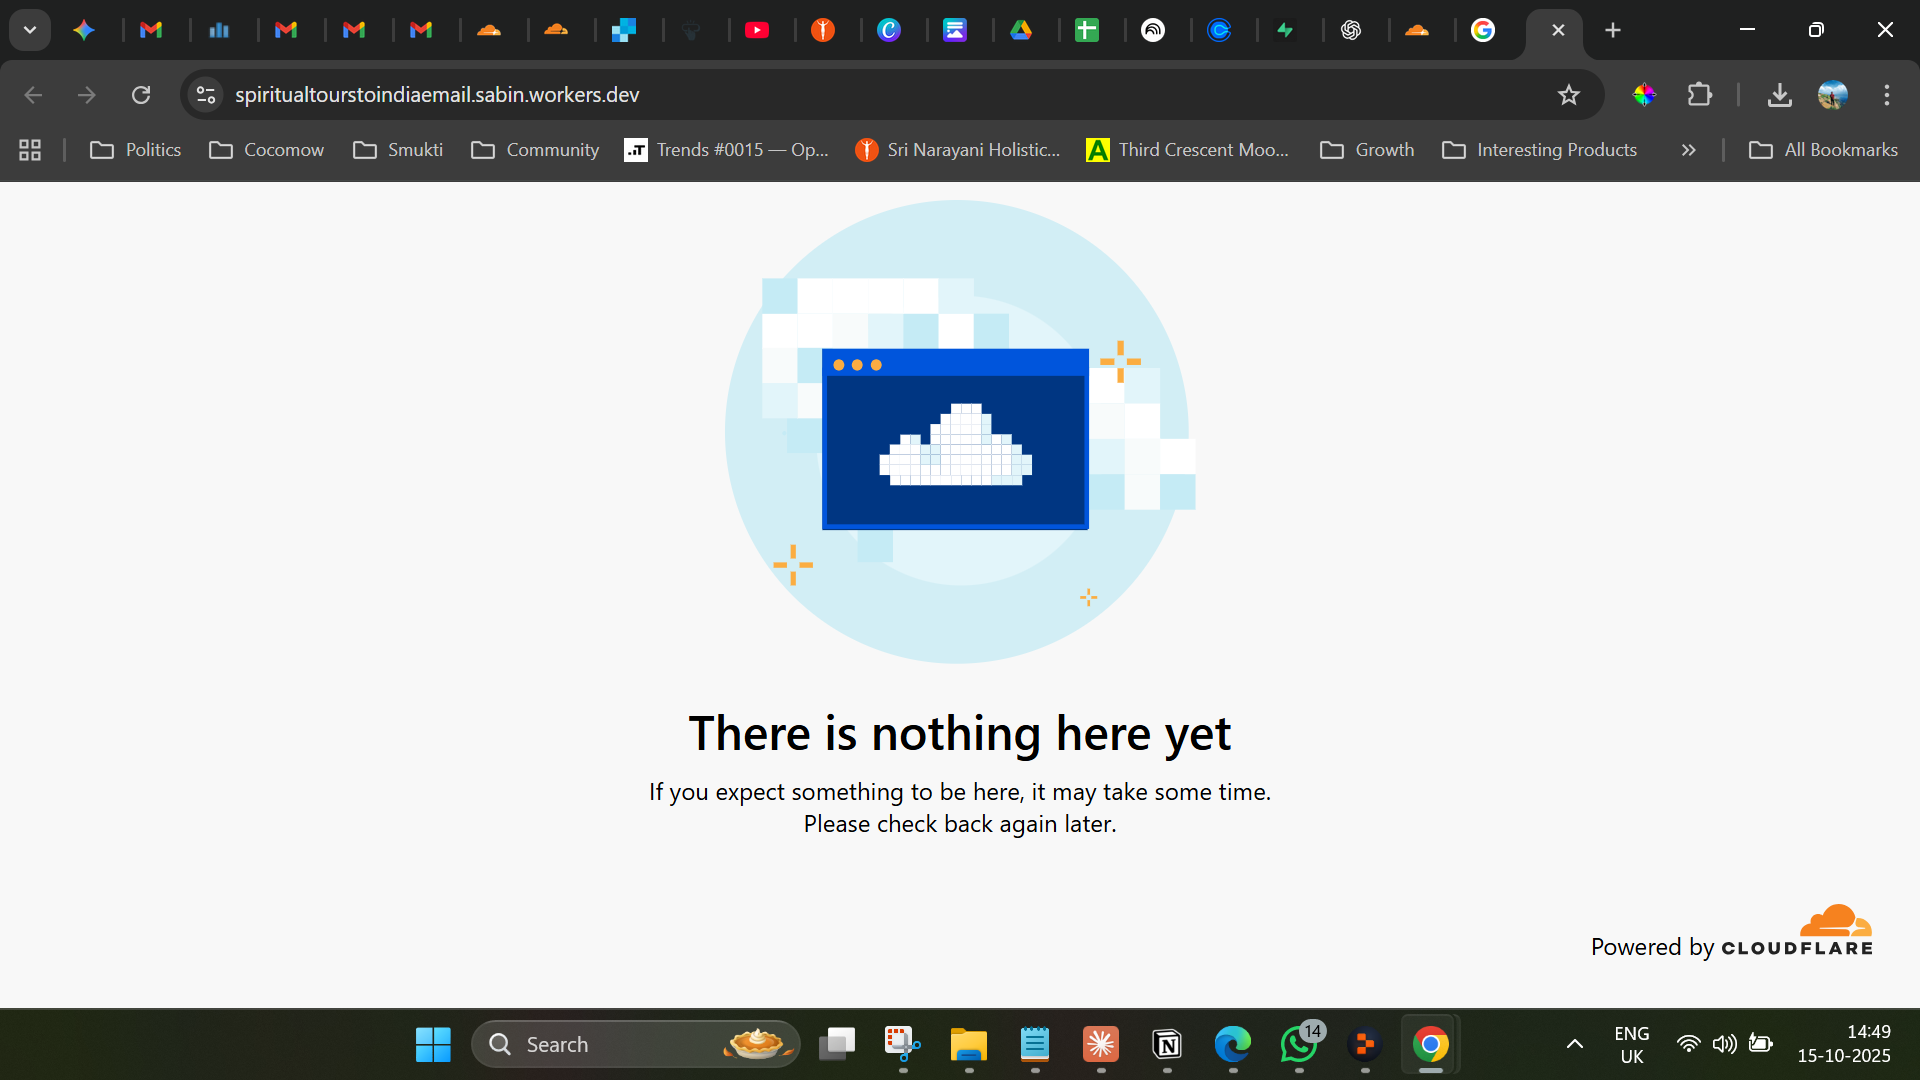 spiritualtourstoindiaemail.sabin.workers.dev
Politics
Cocomow
Smukti
Community
Trends #0015 — Op...
Sri Narayani Holistic...
Third Crescent Moo...
Growth
Interesting Products
All Bookmarks
There is nothing here yet
If you expect something to be here, it may take some time.
Please check back again later.
Powered by CLOUDFLARE
Search
14
ENG
UK
14:49
15-10-2025